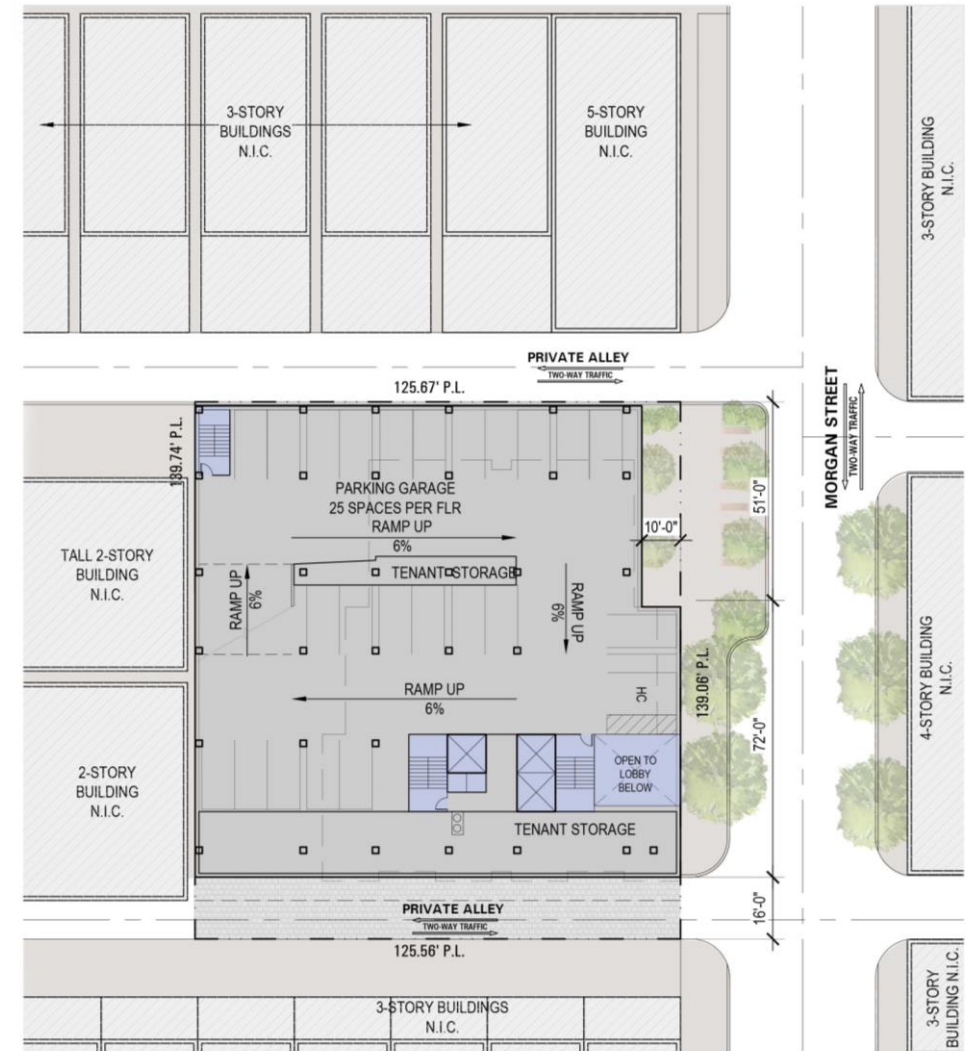 3-STORY
BUILDINGS
N.I.C.
5-STORY
BUILDING
N.I.C.
3-STORY BUILDING
N.I.C.
PRIVATE ALLEY
TWO-WAY TRAFFIC
125.67' P.L.
MORGAN STREET
TWO-WAY TRAFFIC
139.74' P.L.
PARKING GARAGE
25 SPACES PER FLR
RAMP UP
6%
10'-0"
51'-0"
TALL 2-STORY
BUILDING
N.I.C.
TENANT STORAGE
RAMP UP
6%
RAMP UP
6%
RAMP UP
6%
HC
139.06' P.L.
72'-0"
4-STORY BUILDING
N.I.C.
2-STORY
BUILDING
N.I.C.
OPEN TO
LOBBY
BELOW
TENANT STORAGE
PRIVATE ALLEY
TWO-WAY TRAFFIC
16'-0"
125.56' P.L.
3-STORY BUILDINGS
N.I.C.
3-STORY
BUILDING N.I.C.